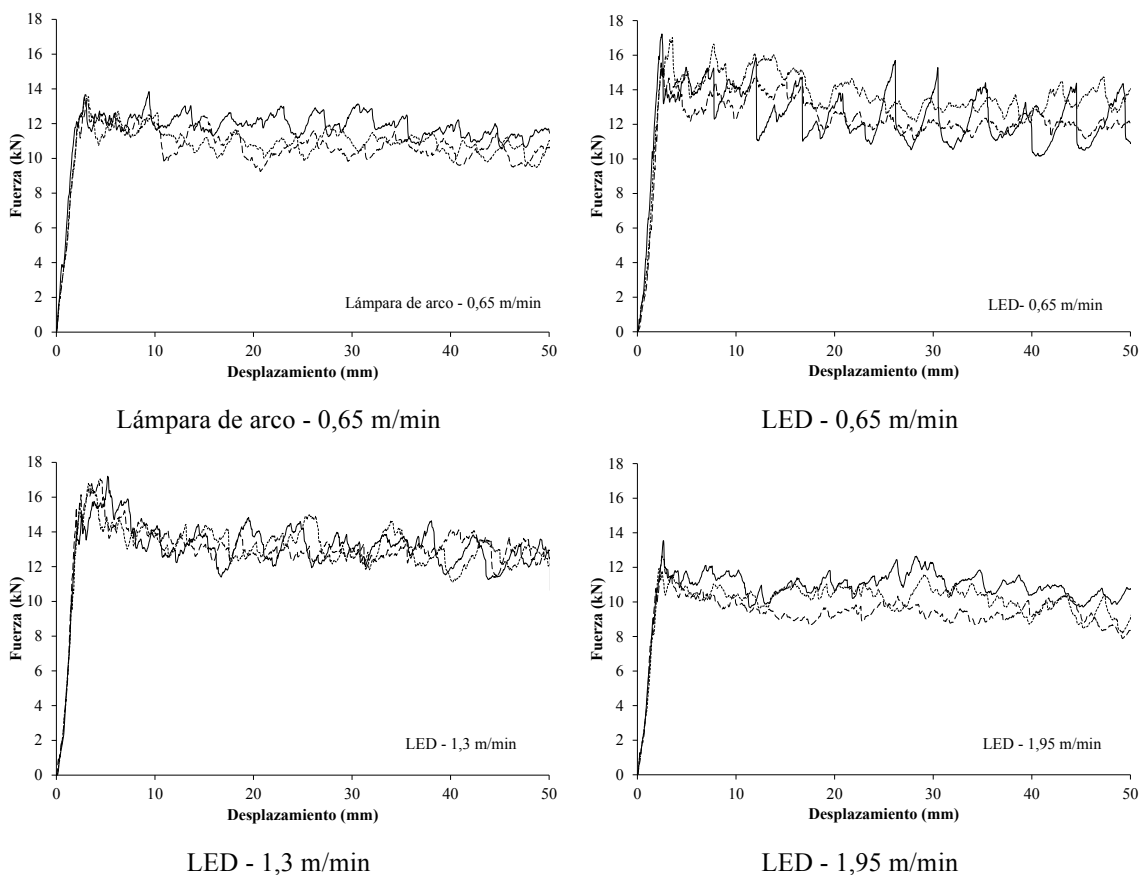 18
16
14
12
10
8
6
4
2
0
Fuerza (kN)
Lámpara de arco - 0,65 m/min
0 10 20 30 40 50
Desplazamiento (mm)
Lámpara de arco - 0,65 m/min
18
16
14
12
10
8
6
4
2
0
Fuerza (kN)
LED- 0,65 m/min
0 10 20 30 40 50
Desplazamiento (mm)
LED - 0,65 m/min
18
16
14
12
10
8
6
4
2
0
Fuerza (kN)
LED - 1,3 m/min
0 10 20 30 40 50
Desplazamiento (mm)
LED - 1,3 m/min
18
16
14
12
10
8
6
4
2
0
Fuerza (kN)
LED - 1,95 m/min
0 10 20 30 40 50
Desplazamiento (mm)
LED - 1,95 m/min